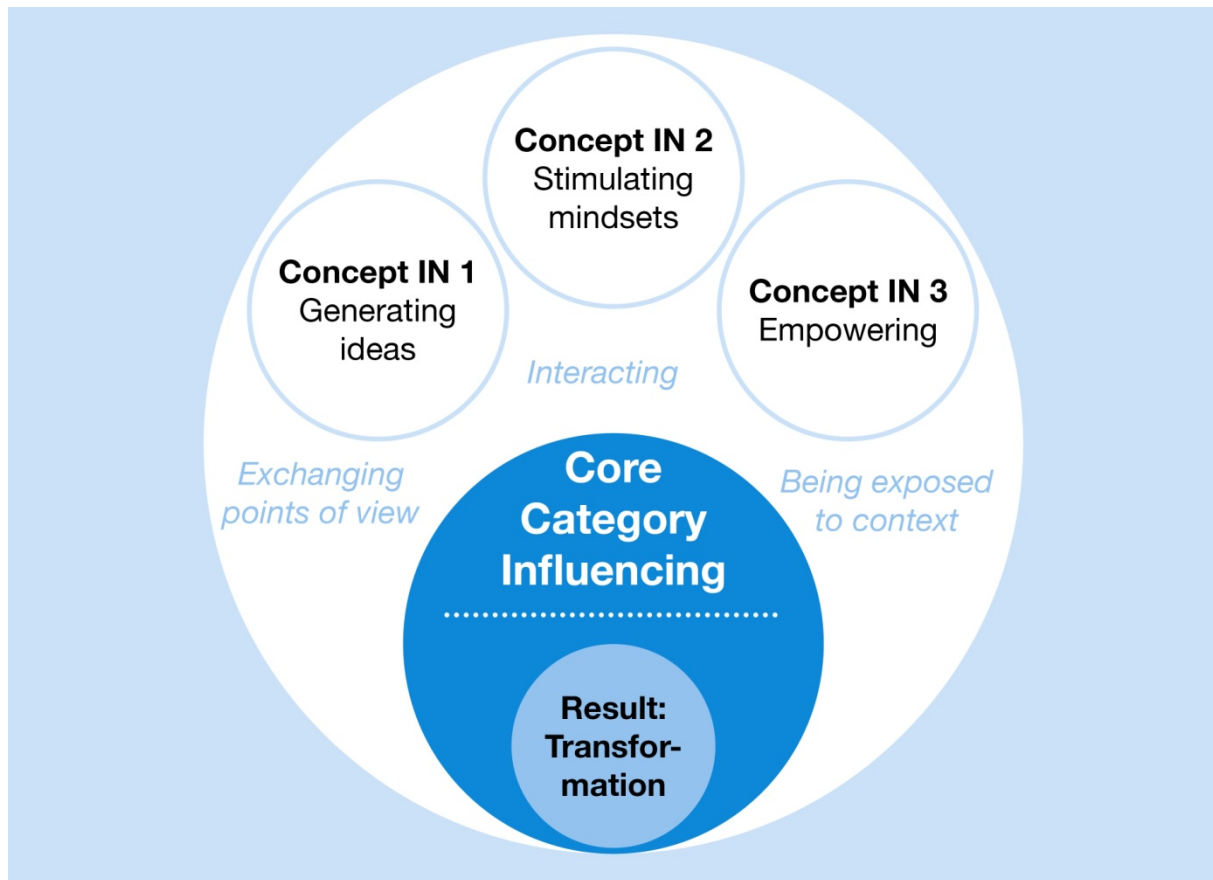 Concept IN 2
Stimulating
mindsets
Concept IN 1
Generating
ideas
Concept IN 3
Empowering
Interacting
Exchanging
points of view
Being exposed
to context
Core
Category
Influencing
Result:
Transfor-
mation